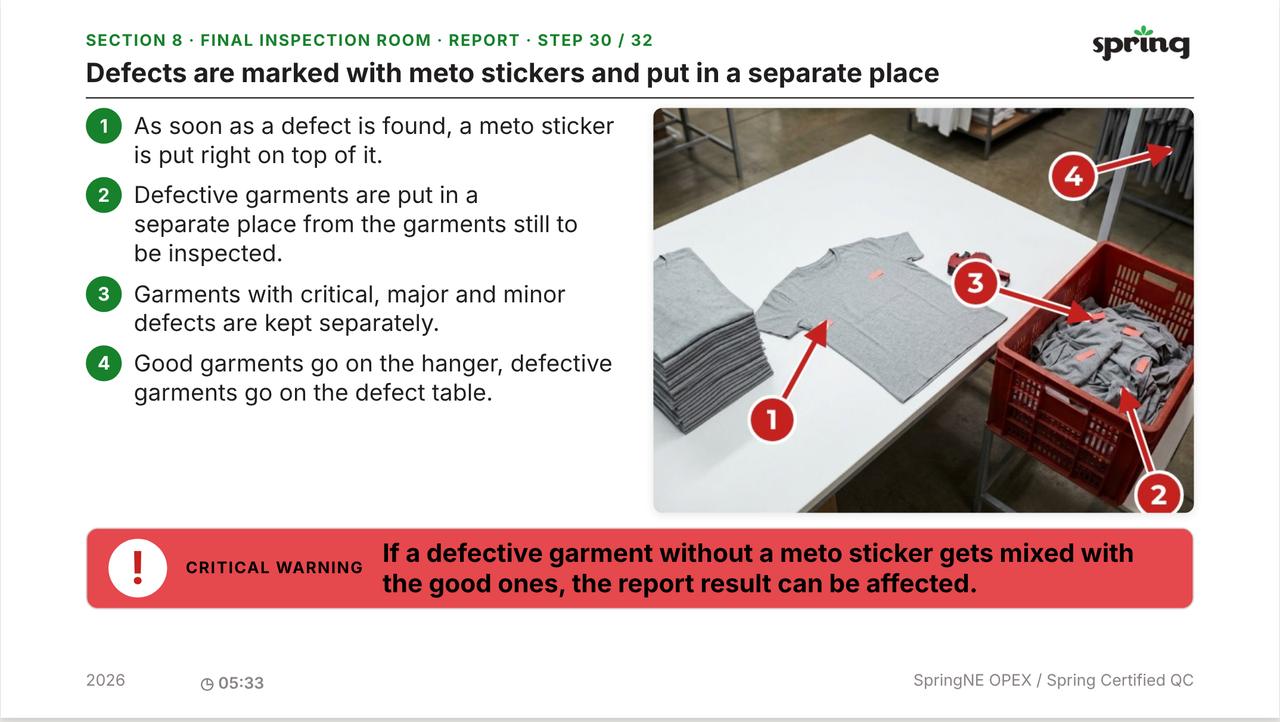 SECTION 8 · FINAL INSPECTION ROOM · REPORT · STEP 30 / 32
spring
Defects are marked with meto stickers and put in a separate place
1 As soon as a defect is found, a meto sticker
is put right on top of it.
2 Defective garments are put in a
separate place from the garments still to
be inspected.
3 Garments with critical, major and minor
defects are kept separately.
4 Good garments go on the hanger, defective
garments go on the defect table.
4
3
1
2
! CRITICAL WARNING
If a defective garment without a meto sticker gets mixed with
the good ones, the report result can be affected.
2026
05:33
SpringNE OPEX / Spring Certified QC